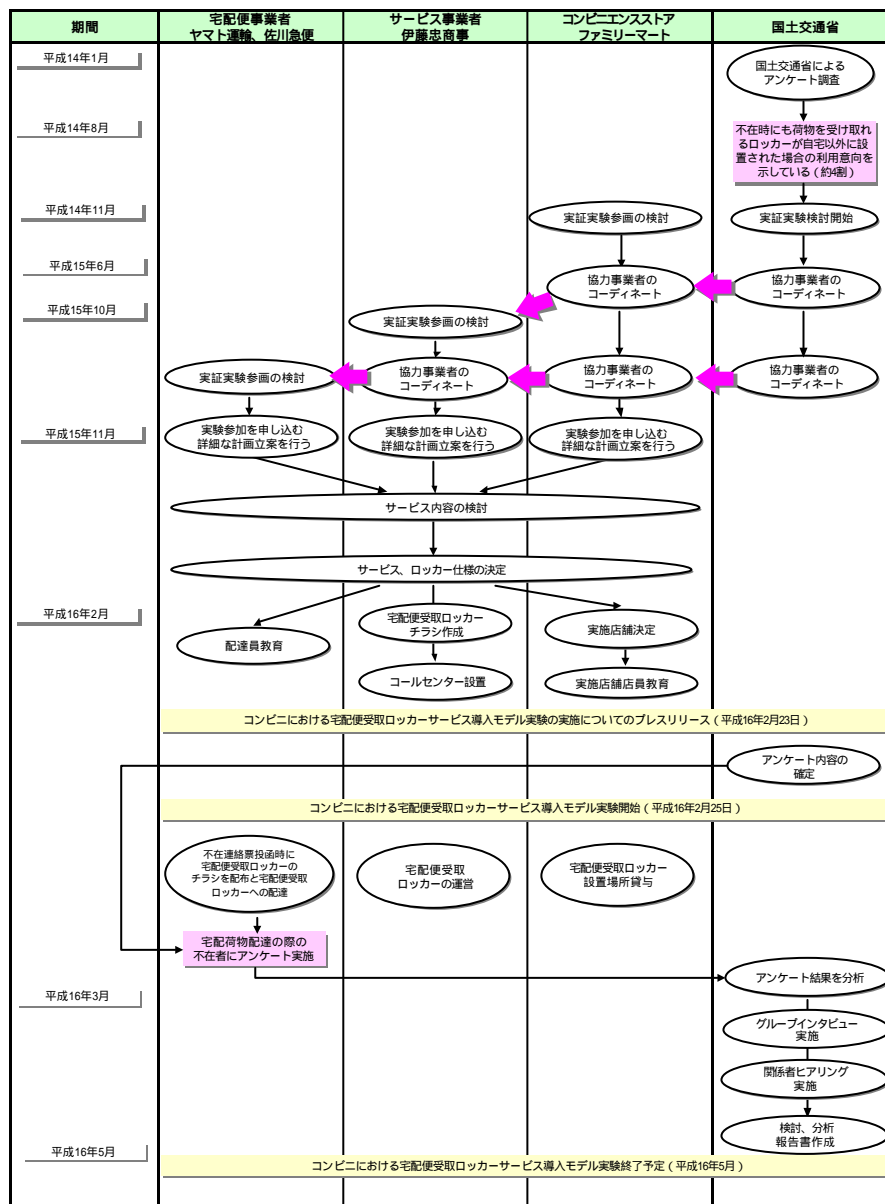 期間
宅配便事業者
ヤマト運輸、佐川急便
サービス事業者
伊藤忠商事
コンビニエンスストア
ファミリーマート
国土交通省
平成14年1月
国土交通省による
アンケート調査
平成14年8月
不在時にも荷物を受け取れ
るロッカーが自宅以外に設
置された場合の利用意向を
示している（約4割）
平成14年11月
実証実験参画の検討
実証実験検討開始
平成15年6月
協力事業者の
コーディネート
協力事業者の
コーディネート
平成15年10月
実証実験参画の検討
実証実験参画の検討
協力事業者の
コーディネート
協力事業者の
コーディネート
協力事業者の
コーディネート
平成15年11月
実験参加を申し込む
詳細な計画立案を行う
実験参加を申し込む
詳細な計画立案を行う
実験参加を申し込む
詳細な計画立案を行う
サービス内容の検討
サービス、ロッカー仕様の決定
平成16年2月
配達員教育
宅配便受取ロッカー
チラシ作成
実施店舗決定
コールセンター設置
実施店舗店員教育
コンビニにおける宅配便受取ロッカーサービス導入モデル実験の実施についてのプレスリリース（平成16年2月23日）
アンケート内容の
確定
コンビニにおける宅配便受取ロッカーサービス導入モデル実験開始（平成16年2月25日）
不在連絡票投函時に
宅配便受取ロッカーの
チラシを配布と宅配便受取
ロッカーへの配達
宅配便受取
ロッカーの運営
宅配便受取ロッカー
設置場所貸与
宅配荷物配達の際の
不在者にアンケート実施
アンケート結果を分析
平成16年3月
グループインタビュー
実施
関係者ヒアリング
実施
検討、分析
報告書作成
平成16年5月
コンビニにおける宅配便受取ロッカーサービス導入モデル実験終了予定（平成16年5月）